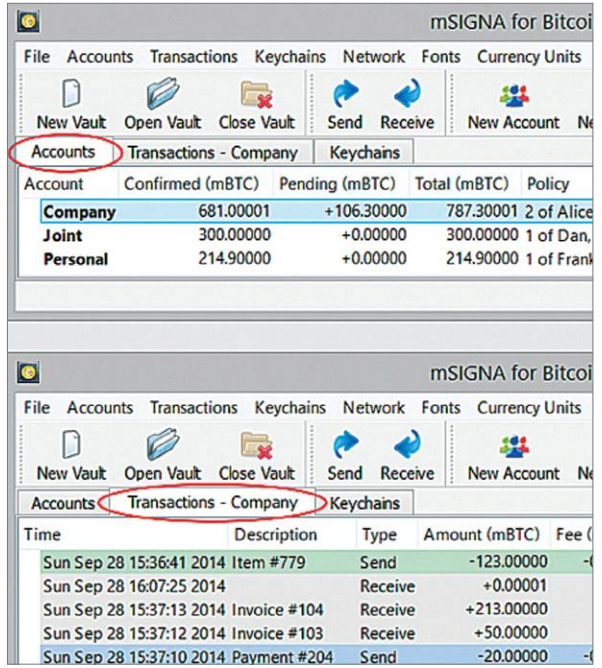 mSIGNA for Bitcoi
File Accounts Transactions Keychains Network Fonts Currency Units
New Vault Open Vault Close Vault Send Receive New Account Ne
Accounts Transactions - Company Keychains
Account Confirmed (mBTC) Pending (mBTC) Total (mBTC) Policy
Company 681.00001 +106.30000 787.30001 2 of Alice
Joint 300.00000 +0.00000 300.00000 1 of Dan,
Personal 214.90000 +0.00000 214.90000 1 of Frank
mSIGNA for Bitcoi
File Accounts Transactions Keychains Network Fonts Currency Units
New Vault Open Vault Close Vault Send Receive New Account Ne
Accounts Transactions - Company Keychains
Time Description Type Amount (mBTC) Fee (
Sun Sep 28 15:36:41 2014 Item #779 Send -123.00000 -0
Sun Sep 28 16:07:25 2014 Receive +0.00001
Sun Sep 28 15:37:13 2014 Invoice #104 Receive +213.00000
Sun Sep 28 15:37:12 2014 Invoice #103 Receive +50.00000
Sun Sep 28 15:37:10 2014 Payment #204 Send -20.00000 -0